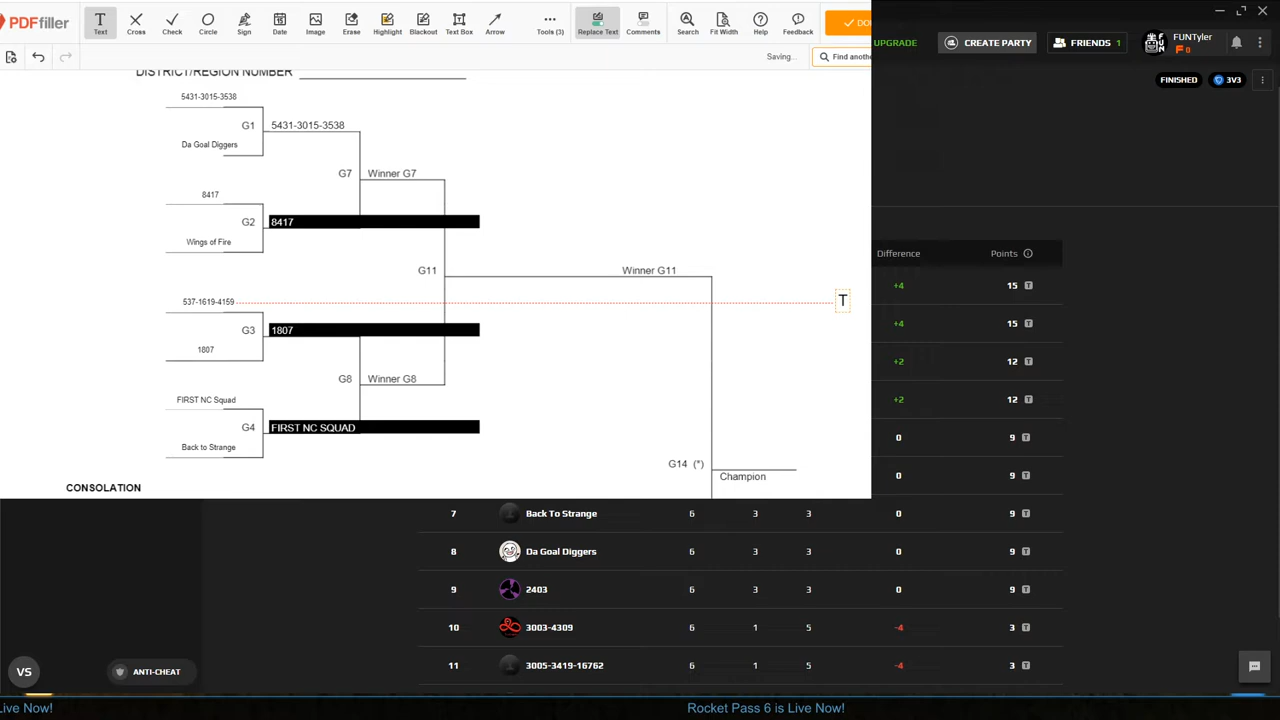 PDFfiller
Text
Cross
Check
Circle
Sign
Date
Image
Erase
Highlight
Blackout
Text Box
Arrow
Tools (3)
Replace Text
Comments
Search
Fit Width
Help
Feedback
Saving...
UPGRADE
CREATE PARTY
FRIENDS 1
FUNTyler
0
FINISHED
3V3
DISTRICT/REGION NUMBER
5431-3015-3538
G1
5431-3015-3538
Da Goal Diggers
G7
Winner G7
8417
G2
8417
Wings of Fire
G11
Winner G11
537-1619-4159
T
G3
1807
1807
G8
Winner G8
FIRST NC Squad
G4
FIRST NC SQUAD
Back to Strange
G14 (*)
Champion
CONSOLATION
Difference Points
+4 15 T
+4 15 T
+2 12 T
+2 12 T
0 9 T
0 9 T
7 Back To Strange 6 3 3 0 9 T
8 Da Goal Diggers 6 3 3 0 9 T
9 2403 6 3 3 0 9 T
10 3003-4309 6 1 5 -4 3 T
11 3005-3419-16762 6 1 5 -4 3 T
VS
ANTI-CHEAT
Live Now!
Rocket Pass 6 is Live Now!